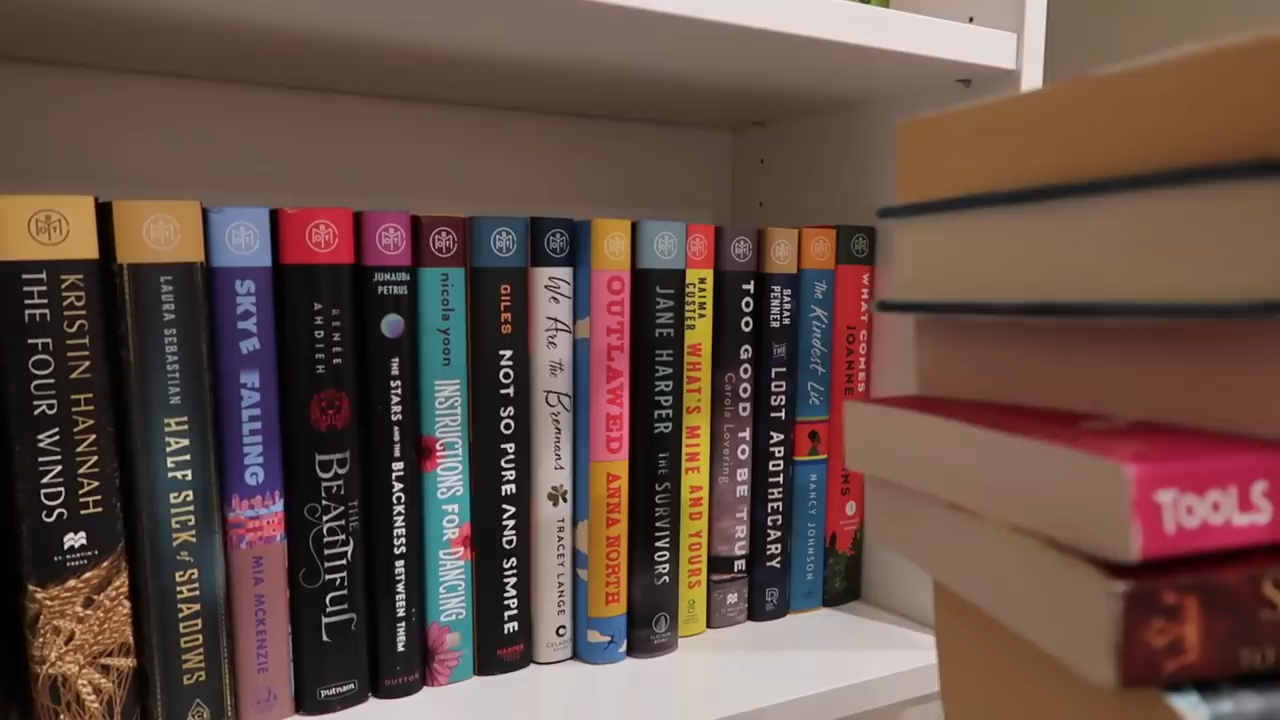 KRISTIN HANNAH
THE FOUR WINDS
ST. MARTIN'S
PRESS
LAURA SEBASTIAN
HALF SICK of SHADOWS
SKYE FALLING
MIA MCKENZIE
RENÉE
AHDIEH
THE
BEAUTIFUL
putnam
JUNAUDA
PETRUS
THE STARS AND THE BLACKNESS BETWEEN THEM
DUTTON
nicola yoon
INSTRUCTIONS FOR DANCING
GILES
NOT SO PURE AND SIMPLE
HARPER
We Are the Brennans
TRACEY LANGE
CELADON
BOOKS
OUTLAWED
ANNA NORTH
JANE HARPER
THE SURVIVORS
NAIMA
COSTER
WHAT'S MINE AND YOURS
TOO GOOD TO BE TRUE
Carola Lovering
SARAH
PENNER
THE LOST APOTHECARY
The Kindest Lie
NANCY JOHNSON
WHAT COMES
JOANNE
TOOLS